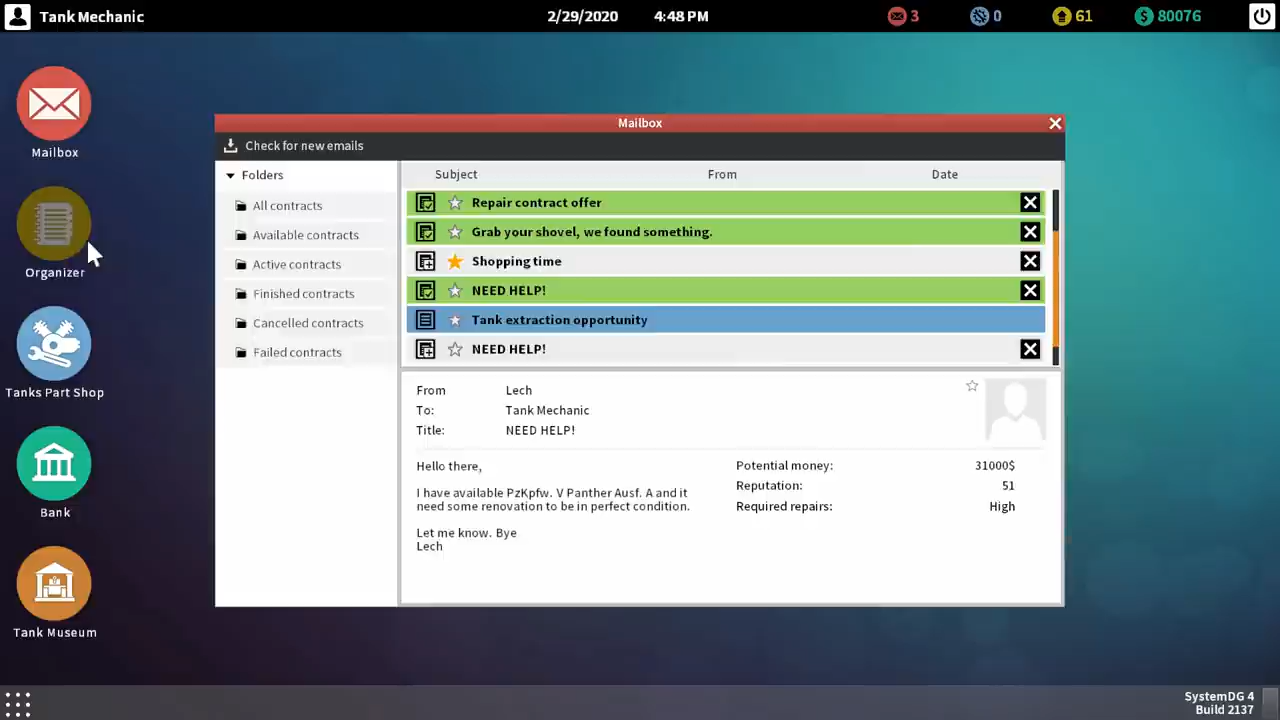 Tank Mechanic
2/29/2020
4:48 PM
3
0
61
80076
Mailbox
Organizer
Tanks Part Shop
Bank
Tank Museum
Mailbox
Check for new emails
Folders
All contracts
Available contracts
Active contracts
Finished contracts
Cancelled contracts
Failed contracts
Subject From Date
Repair contract offer
Grab your shovel, we found something.
Shopping time
NEED HELP!
Tank extraction opportunity
NEED HELP!
From Lech
To: Tank Mechanic
Title: NEED HELP!
Hello there,
I have available PzKpfw. V Panther Ausf. A and it
need some renovation to be in perfect condition.
Let me know. Bye
Lech
Potential money: 31000$
Reputation: 51
Required repairs: High
SystemDG 4
Build 2137